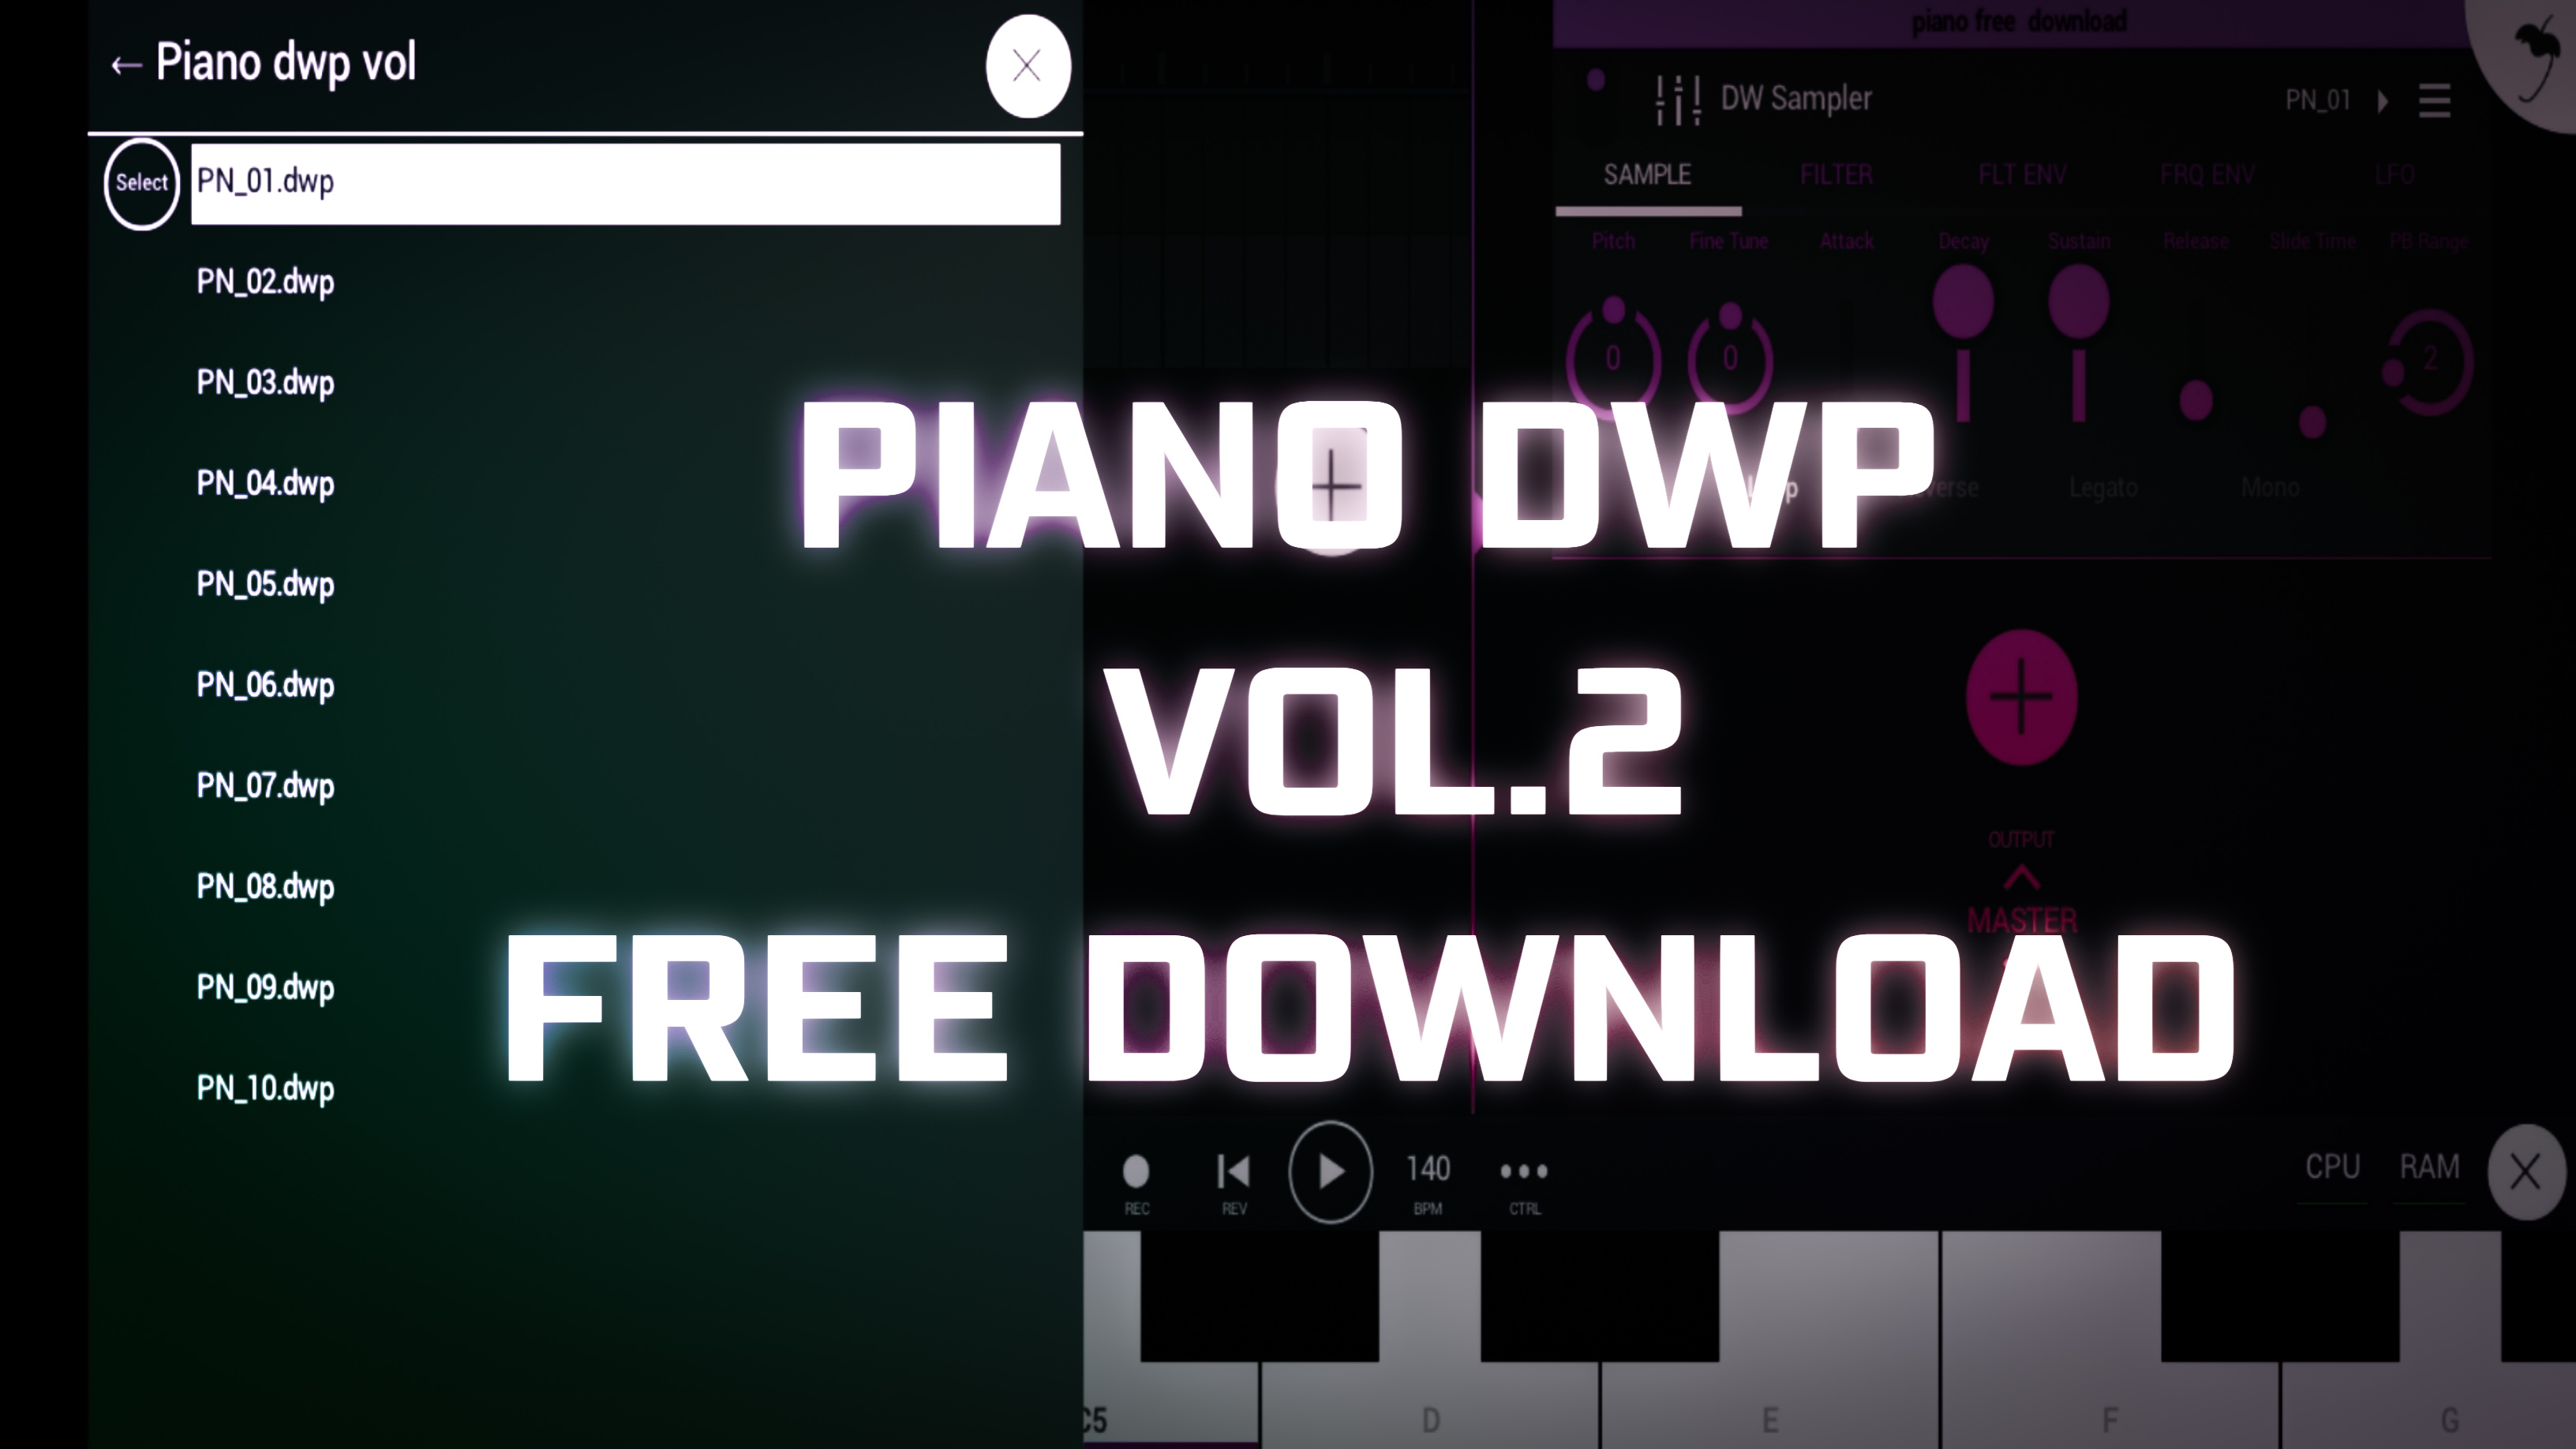 ← Piano dwp vol
Select PN_01.dwp
PN_02.dwp
PN_03.dwp
PN_04.dwp
PN_05.dwp
PN_06.dwp
PN_07.dwp
PN_08.dwp
PN_09.dwp
PN_10.dwp
piano free download
DW Sampler PN_01
SAMPLE FILTER FLT ENV FRQ ENV LFO
Pitch Fine Tune Attack Decay Sustain Release Slide Time PB Range
0 0 2
Legato Mono
PIANO DWP
VOL.2
FREE DOWNLOAD
OUTPUT
MASTER
140
REC REV BPM CTRL
CPU RAM
C5 D E F G